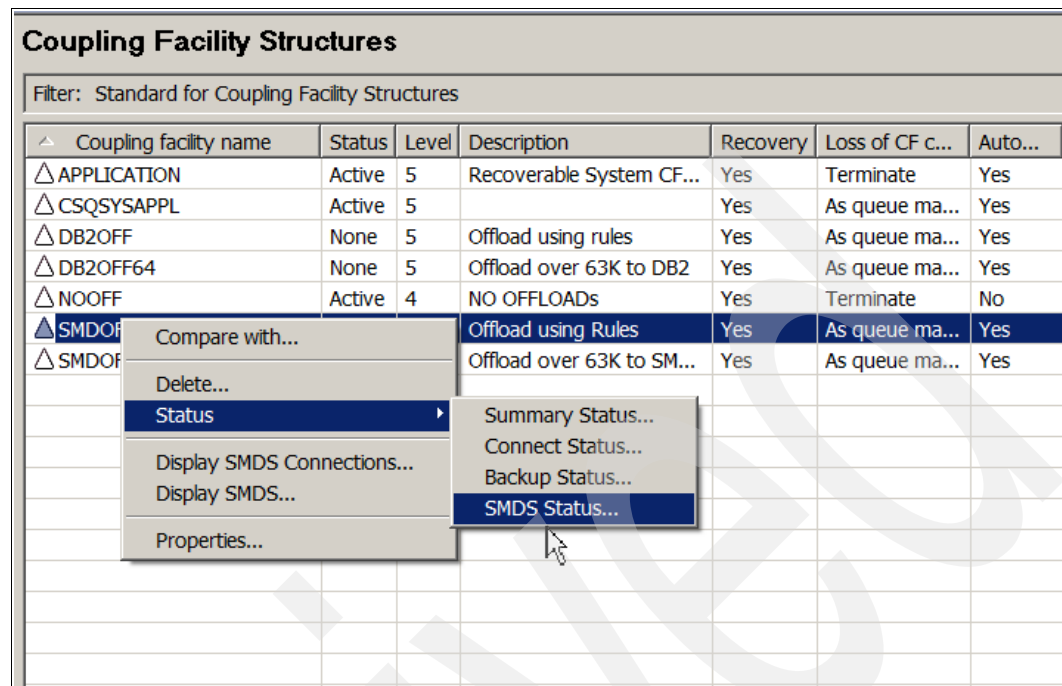 Coupling Facility Structures
Filter: Standard for Coupling Facility Structures
Coupling facility name Status Level Description Recovery Loss of CF c... Auto...
APPLICATION Active 5 Recoverable System CF... Yes Terminate Yes
CSQSYSAPPL Active 5 Yes As queue ma... Yes
DB2OFF None 5 Offload using rules Yes As queue ma... Yes
DB2OFF64 None 5 Offload over 63K to DB2 Yes As queue ma... Yes
NOOFF Active 4 NO OFFLOADs Yes Terminate No
SMDOF Offload using Rules Yes As queue ma... Yes
SMDOF Offload over 63K to SM... Yes As queue ma... Yes
Compare with...
Delete...
Status
Display SMDS Connections...
Display SMDS...
Properties...
Summary Status...
Connect Status...
Backup Status...
SMDS Status...